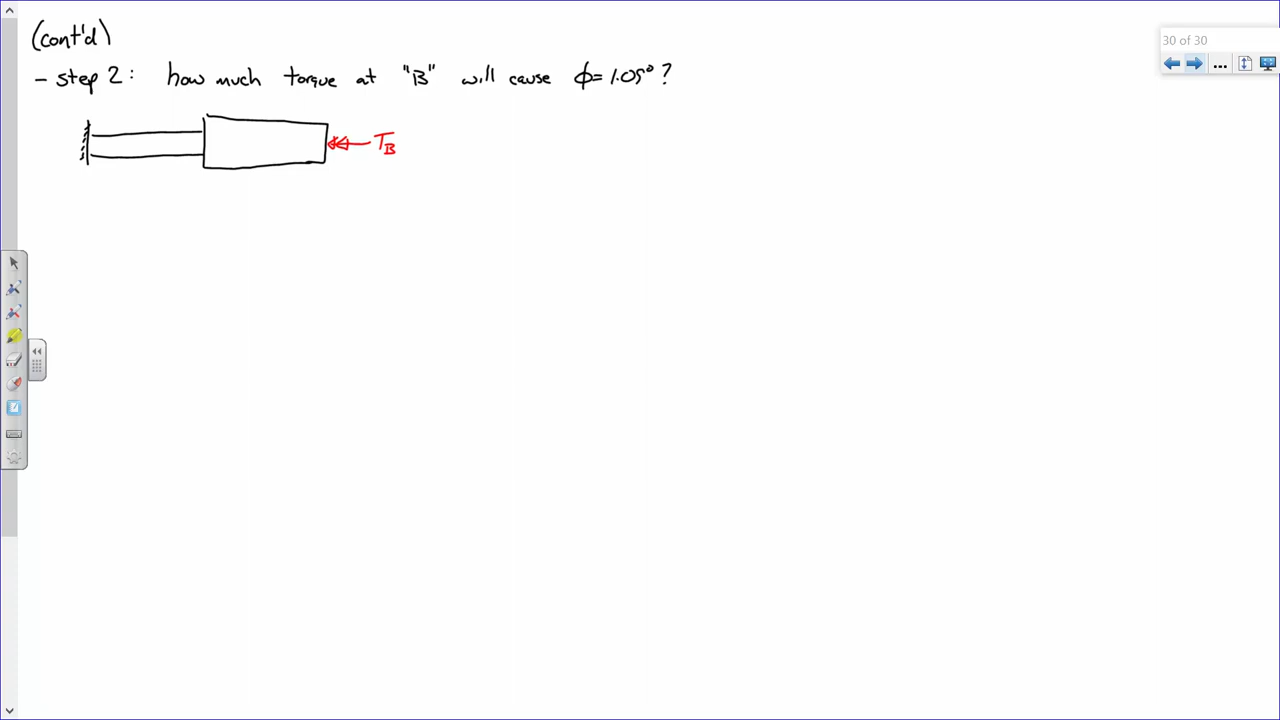 (cont'd)
30 of 30
- step 2: how much torque at "B" will cause ϕ= 1.05° ?
T_B